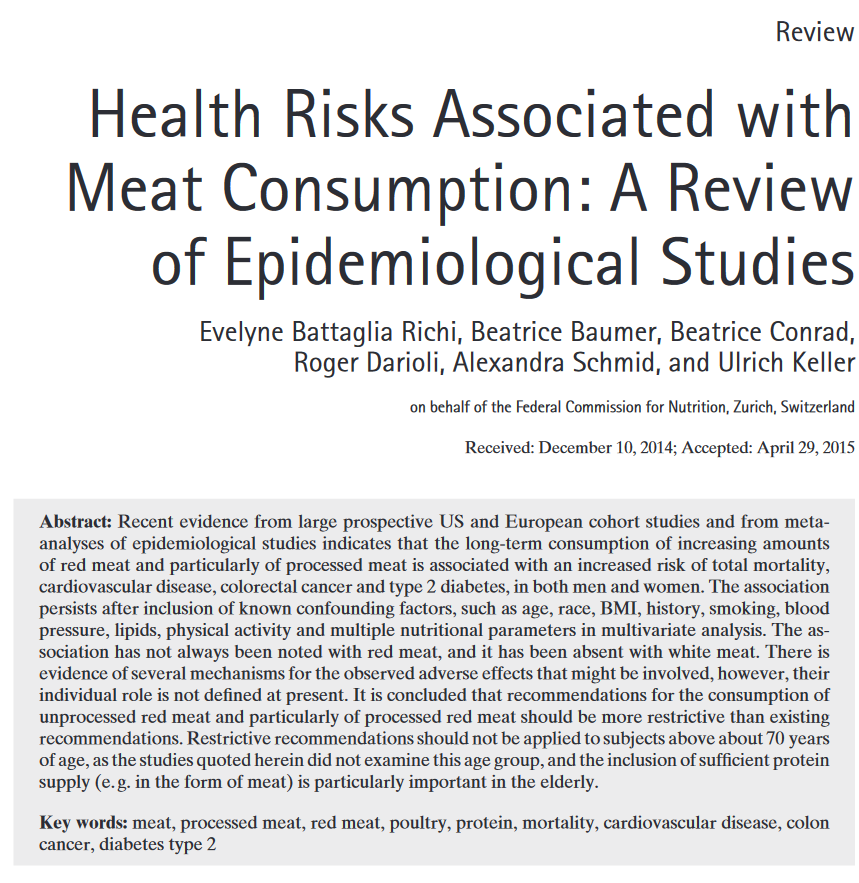 Review
Health Risks Associated with
Meat Consumption: A Review
of Epidemiological Studies
Evelyne Battaglia Richi, Beatrice Baumer, Beatrice Conrad,
Roger Darioli, Alexandra Schmid, and Ulrich Keller
on behalf of the Federal Commission for Nutrition, Zurich, Switzerland
Received: December 10, 2014; Accepted: April 29, 2015
Abstract: Recent evidence from large prospective US and European cohort studies and from meta-
analyses of epidemiological studies indicates that the long-term consumption of increasing amounts
of red meat and particularly of processed meat is associated with an increased risk of total mortality,
cardiovascular disease, colorectal cancer and type 2 diabetes, in both men and women. The association
persists after inclusion of known confounding factors, such as age, race, BMI, history, smoking, blood
pressure, lipids, physical activity and multiple nutritional parameters in multivariate analysis. The as-
sociation has not always been noted with red meat, and it has been absent with white meat. There is
evidence of several mechanisms for the observed adverse effects that might be involved, however, their
individual role is not defined at present. It is concluded that recommendations for the consumption of
unprocessed red meat and particularly of processed red meat should be more restrictive than existing
recommendations. Restrictive recommendations should not be applied to subjects above about 70 years
of age, as the studies quoted herein did not examine this age group, and the inclusion of sufficient protein
supply (e. g. in the form of meat) is particularly important in the elderly.
Key words: meat, processed meat, red meat, poultry, protein, mortality, cardiovascular disease, colon
cancer, diabetes type 2